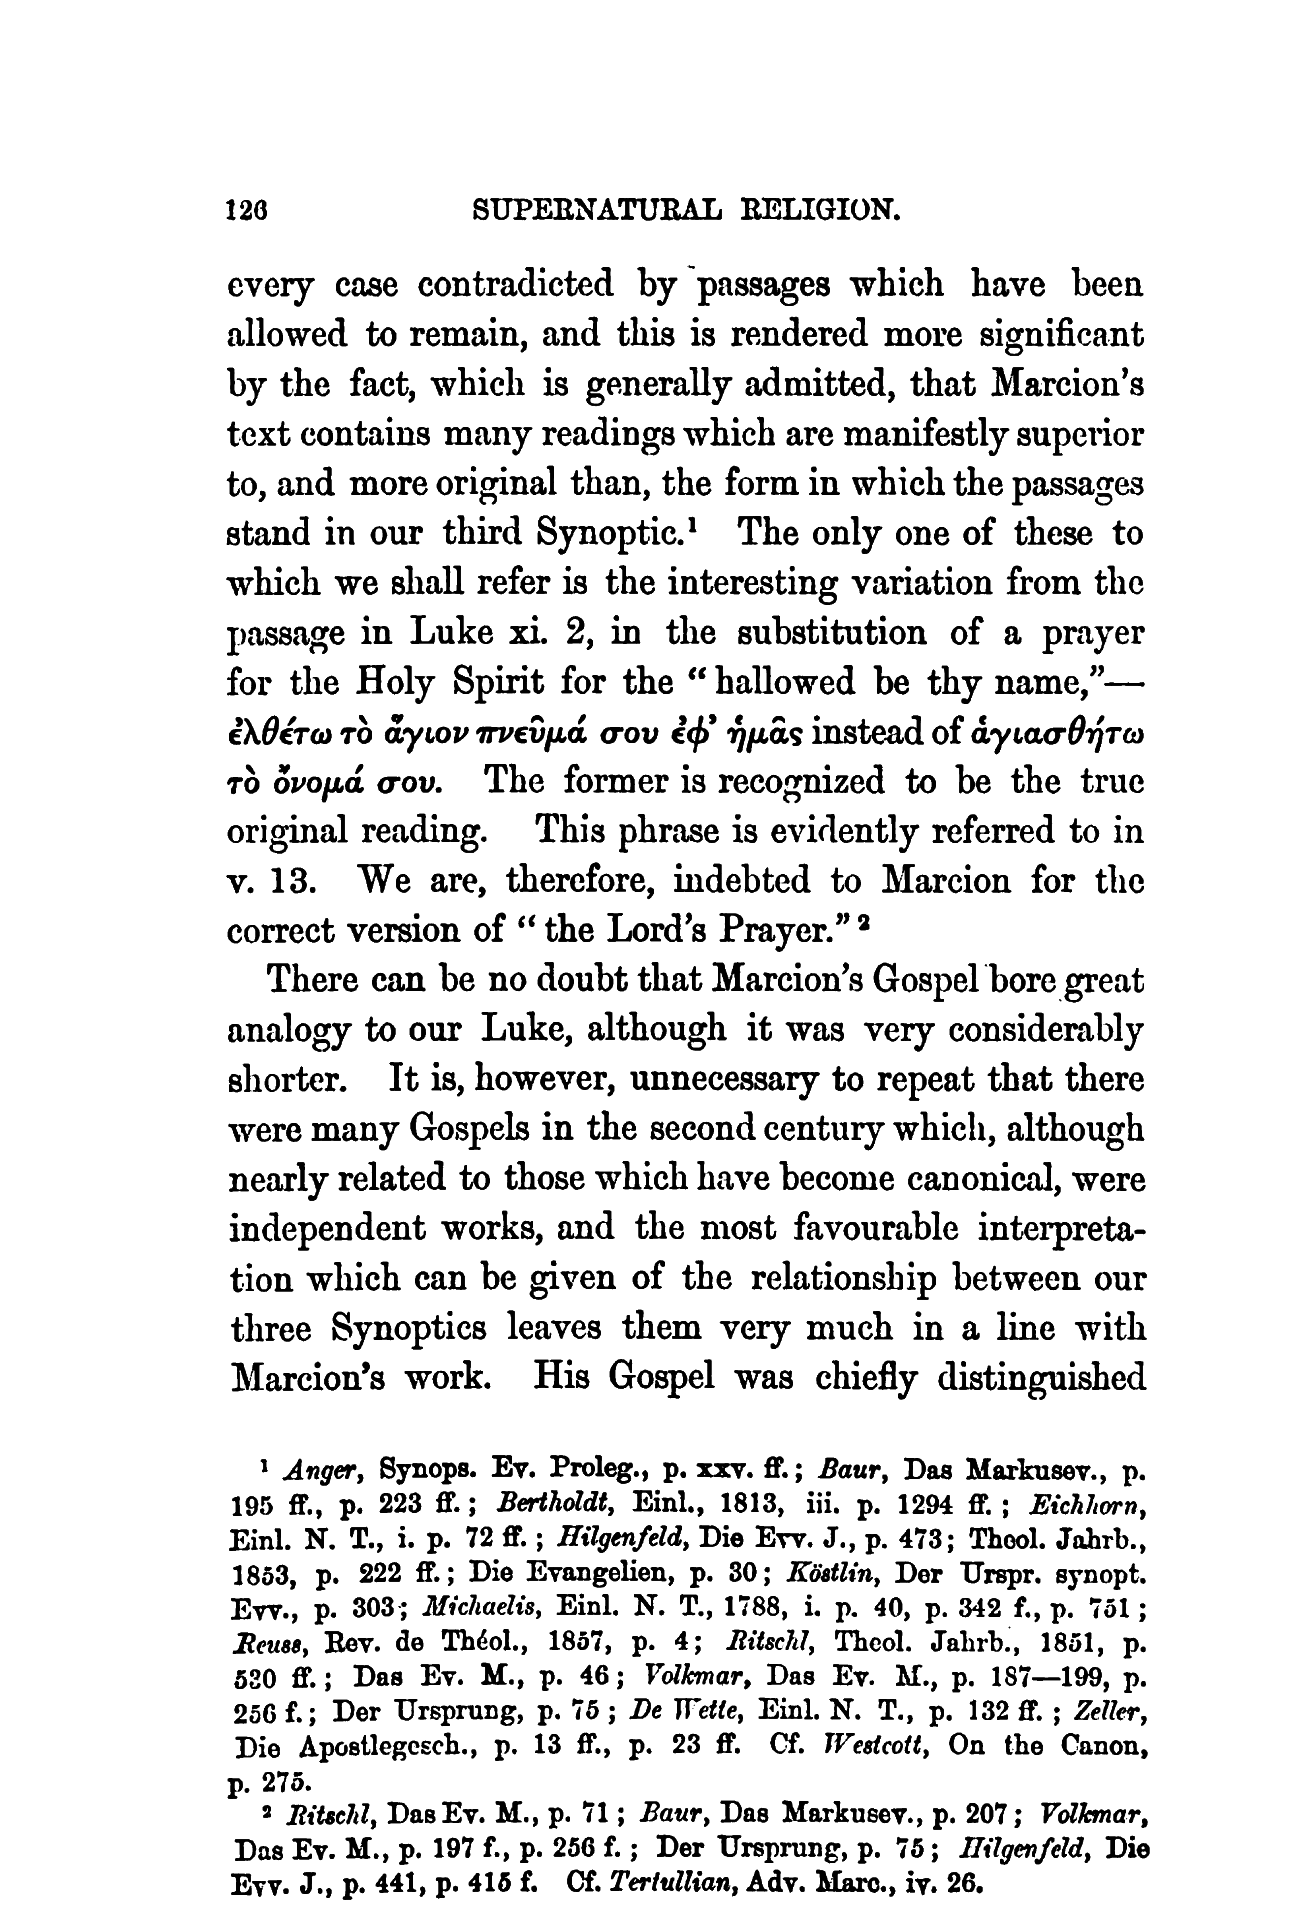 126 SUPERNATURAL RELIGION.
every case contradicted by passages which have been
allowed to remain, and this is rendered more significant
by the fact, which is generally admitted, that Marcion's
text contains many readings which are manifestly superior
to, and more original than, the form in which the passages
stand in our third Synoptic.¹ The only one of these to
which we shall refer is the interesting variation from the
passage in Luke xi. 2, in the substitution of a prayer
for the Holy Spirit for the “hallowed be thy name,”—
ἐλθέτω τὸ ἅγιον πνεῦμά σου ἐφ’ ἡμᾶς instead of ἁγιασθήτω
τὸ ὄνομά σου. The former is recognized to be the true
original reading. This phrase is evidently referred to in
v. 13. We are, therefore, indebted to Marcion for the
correct version of “the Lord's Prayer.”²
There can be no doubt that Marcion's Gospel bore great
analogy to our Luke, although it was very considerably
shorter. It is, however, unnecessary to repeat that there
were many Gospels in the second century which, although
nearly related to those which have become canonical, were
independent works, and the most favourable interpreta-
tion which can be given of the relationship between our
three Synoptics leaves them very much in a line with
Marcion's work. His Gospel was chiefly distinguished
¹ Anger, Synops. Ev. Proleg., p. xxv. ff.; Baur, Das Markusev., p.
195 ff., p. 223 ff.; Bertholdt, Einl., 1813, iii. p. 1294 ff.; Eichhorn,
Einl. N. T., i. p. 72 ff.; Hilgenfeld, Die Evv. J., p. 473; Theol. Jahrb.,
1853, p. 222 ff.; Die Evangelien, p. 30; Köstlin, Der Urspr. synopt.
Evv., p. 303; Michaelis, Einl. N. T., 1788, i. p. 40, p. 342 f., p. 751;
Reuss, Rev. de Théol., 1857, p. 4; Ritschl, Theol. Jahrb., 1851, p.
530 ff.; Das Ev. M., p. 46; Volkmar, Das Ev. M., p. 187—199, p.
256 f.; Der Ursprung, p. 75; De Wette, Einl. N. T., p. 132 ff.; Zeller,
Die Apostlegesch., p. 13 ff., p. 23 ff. Cf. Westcott, On the Canon,
p. 275.
² Ritschl, Das Ev. M., p. 71; Baur, Das Markusev., p. 207; Volkmar,
Das Ev. M., p. 197 f., p. 256 f.; Der Ursprung, p. 75; Hilgenfeld, Die
Evv. J., p. 441, p. 415 f. Cf. Tertullian, Adv. Marc., iv. 26.